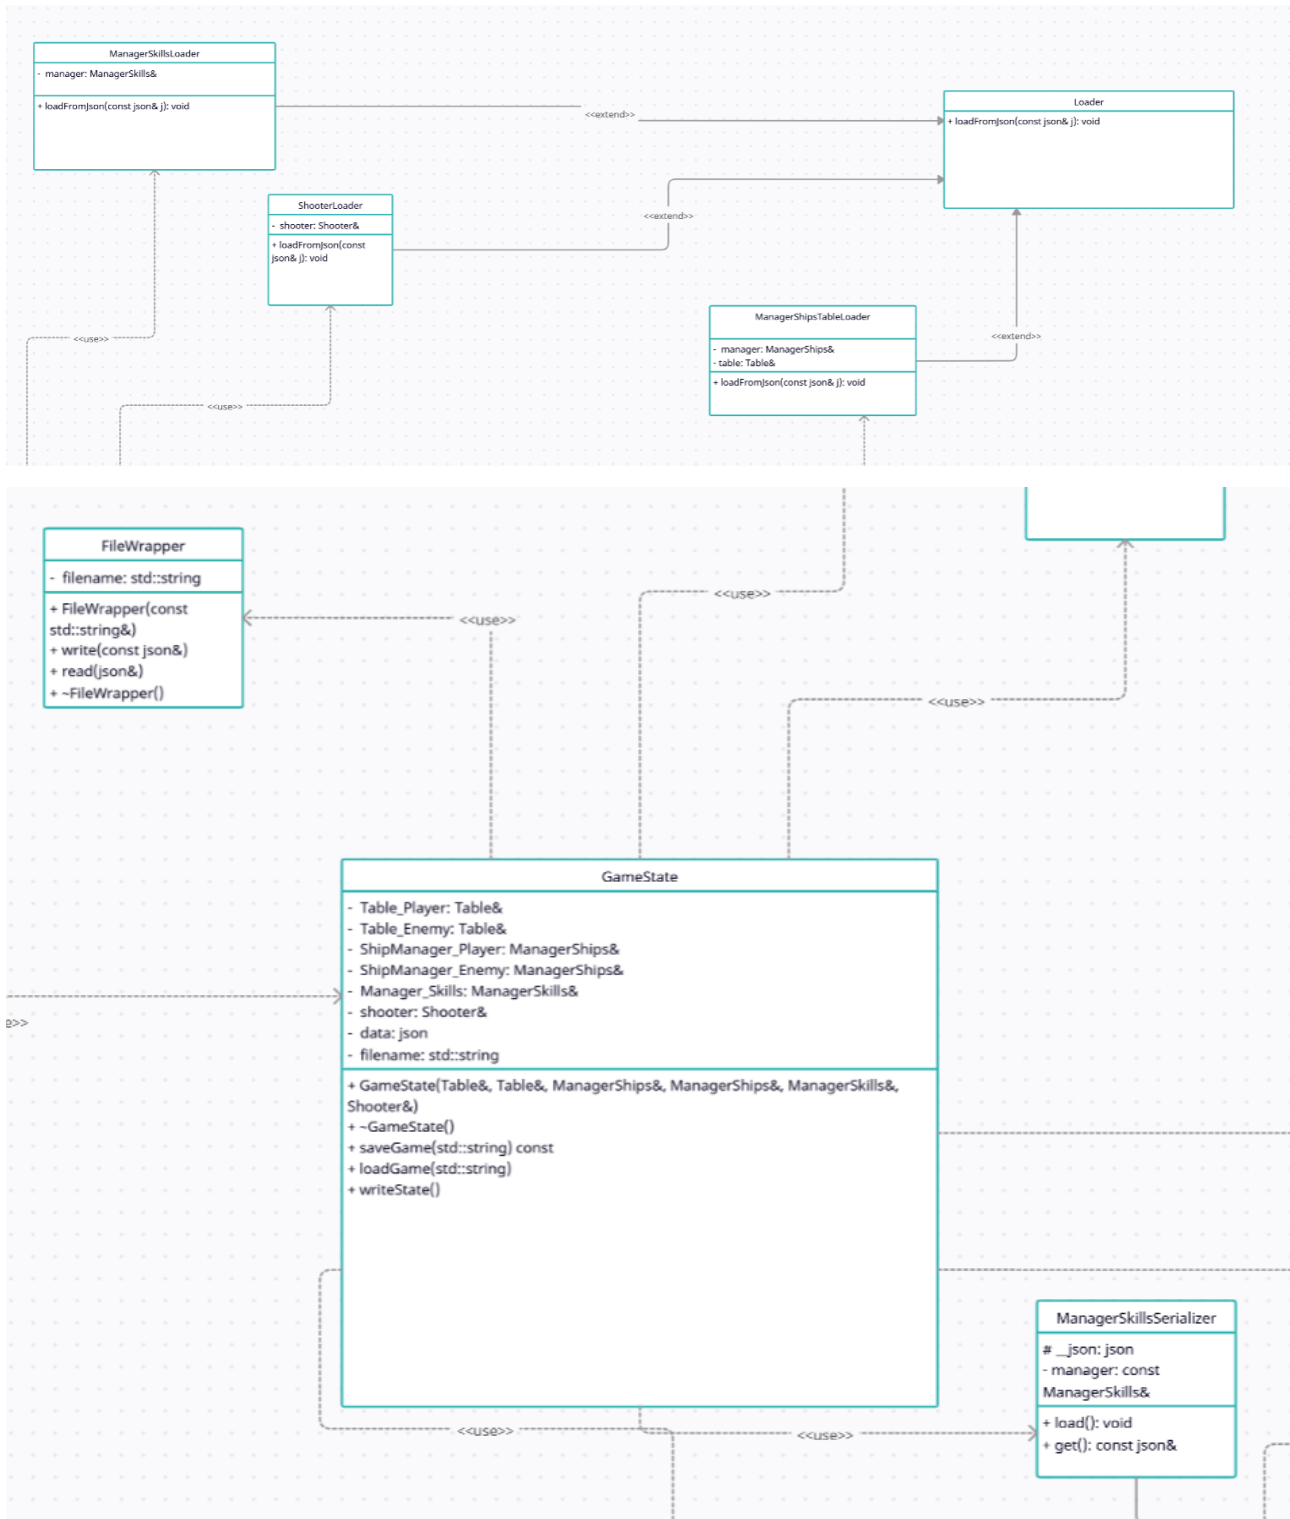 ManagerSkillsLoader
- manager: ManagerSkills&
+ loadFromJson(const json& j): void
<<extend>>
Loader
+ loadFromJson(const json& j): void
ShooterLoader
- shooter: Shooter&
+ loadFromJson(const
json& j): void
<<extend>>
ManagerShipsTableLoader
- manager: ManagerShips&
- table: Table&
+ loadFromJson(const json& j): void
<<extend>>
<<use>>
<<use>>
FileWrapper
- filename: std::string
+ FileWrapper(const
std::string&)
+ write(const json&)
+ read(json&)
+ ~FileWrapper()
<<use>>
<<use>>
<<use>>
GameState
- Table_Player: Table&
- Table_Enemy: Table&
- ShipManager_Player: ManagerShips&
- ShipManager_Enemy: ManagerShips&
- Manager_Skills: ManagerSkills&
- shooter: Shooter&
- data: json
- filename: std::string
+ GameState(Table&, Table&, ManagerShips&, ManagerShips&, ManagerSkills&,
Shooter&)
+ ~GameState()
+ saveGame(std::string) const
+ loadGame(std::string)
+ writeState()
e>>
ManagerSkillsSerializer
# __json: json
- manager: const
ManagerSkills&
+ load(): void
+ get(): const json&
<<use>>
<<use>>